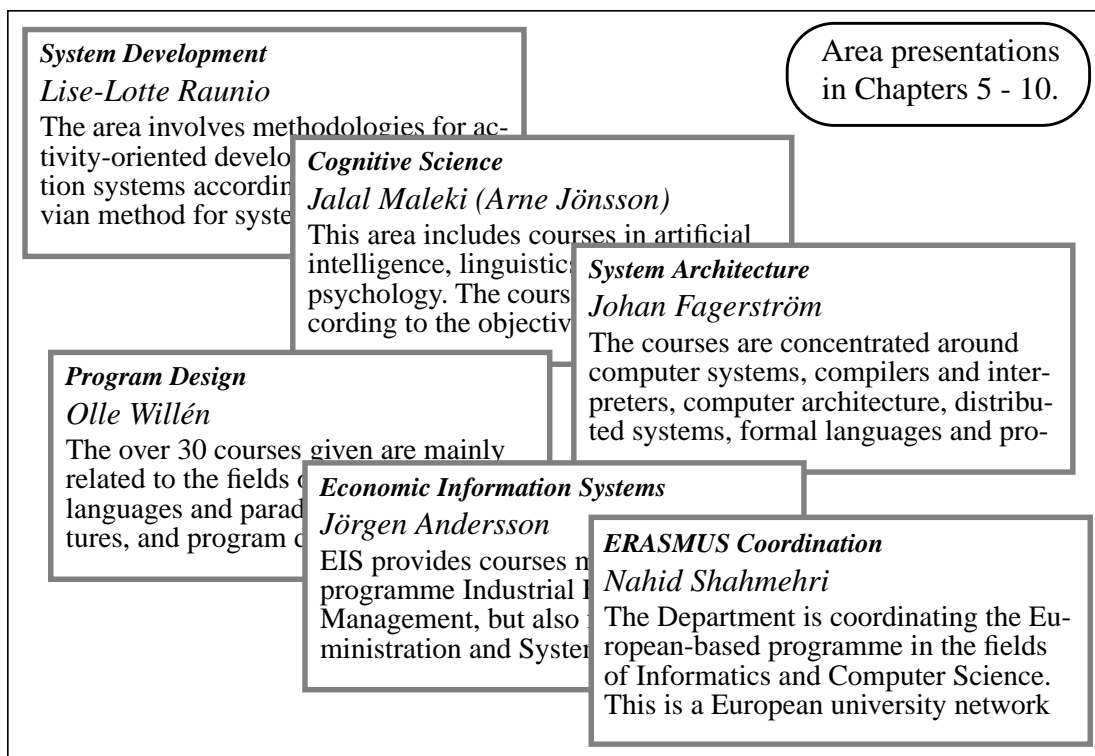 System Development
Lise-Lotte Raunio
The area involves methodologies for ac-
tivity-oriented develo
tion systems accordin
vian method for syste
Area presentations
in Chapters 5 - 10.
Cognitive Science
Jalal Maleki (Arne Jönsson)
This area includes courses in artificial
intelligence, linguistics
psychology. The cours
cording to the objectiv
System Architecture
Johan Fagerström
The courses are concentrated around
computer systems, compilers and inter-
preters, computer architecture, distribu-
ted systems, formal languages and pro-
Program Design
Olle Willén
The over 30 courses given are mainly
related to the fields o
languages and parad
tures, and program d
Economic Information Systems
Jörgen Andersson
EIS provides courses m
programme Industrial
Management, but also
ministration and System
ERASMUS Coordination
Nahid Shahmehri
The Department is coordinating the Eu-
ropean-based programme in the fields
of Informatics and Computer Science.
This is a European university network